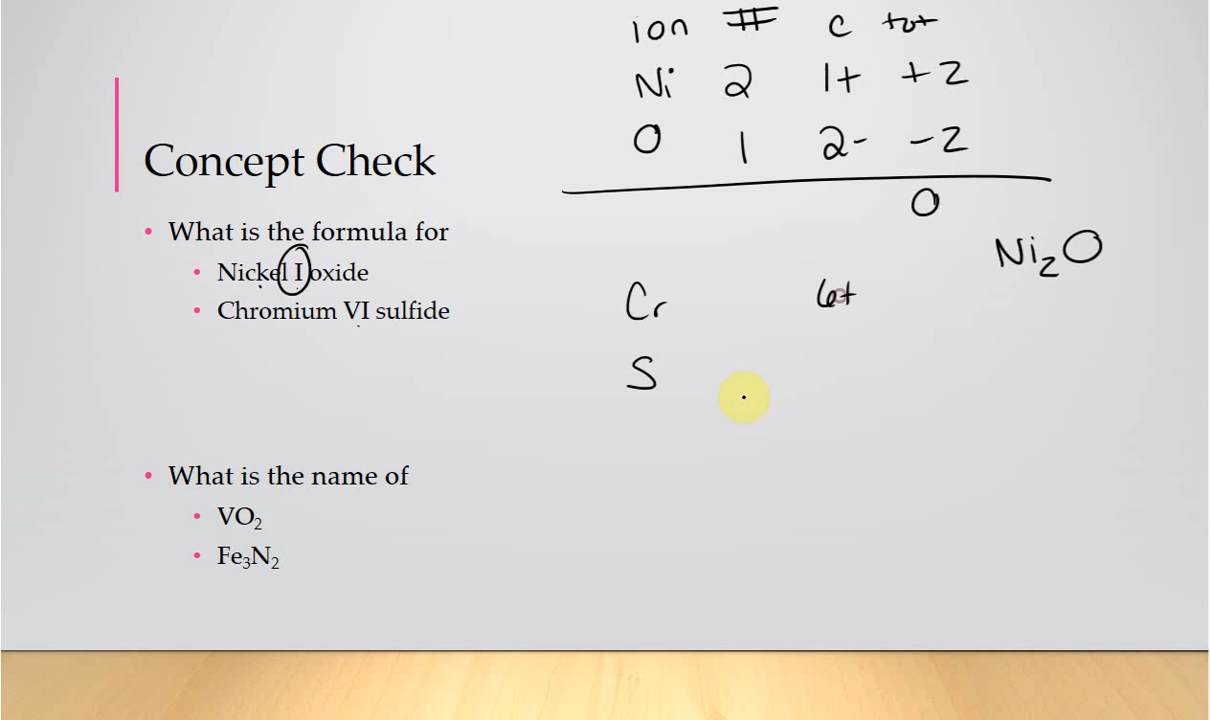 ion # C tot
Ni 2 1+ +2
O 1 2- -2
0
Ni₂O
Cr 6+
S
Concept Check
• What is the formula for
• Nickel I oxide
• Chromium VI sulfide
• What is the name of
• VO₂
• Fe₃N₂